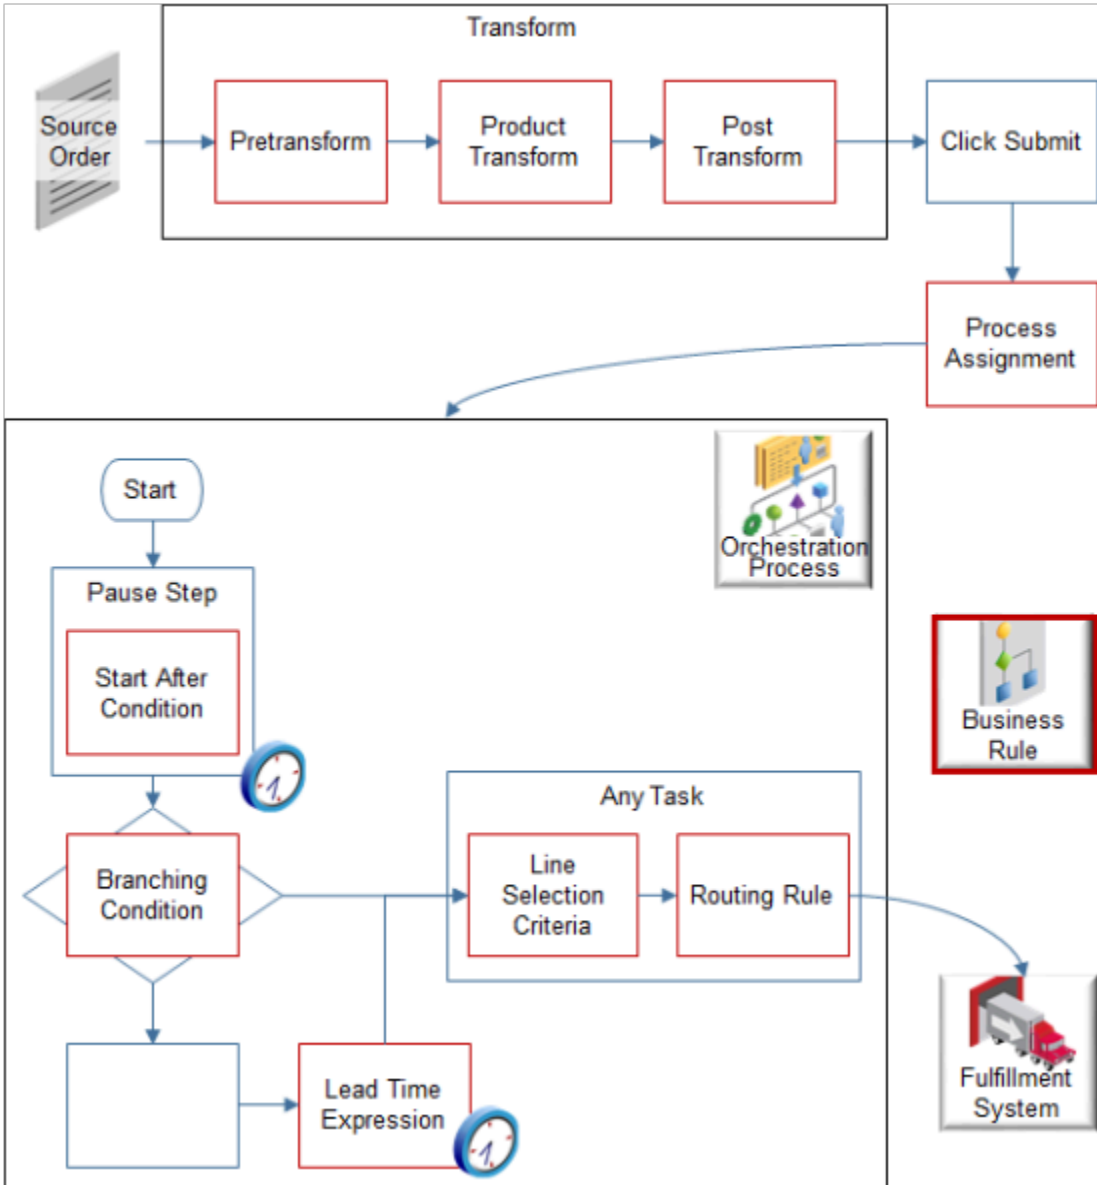 Transform
Source
Order
Pretransform
Product
Transform
Post
Transform
Click Submit
Process
Assignment
Orchestration
Process
Start
Pause Step
Start After
Condition
Business
Rule
Any Task
Branching
Condition
Line
Selection
Criteria
Routing Rule
Lead Time
Expression
Fulfillment
System